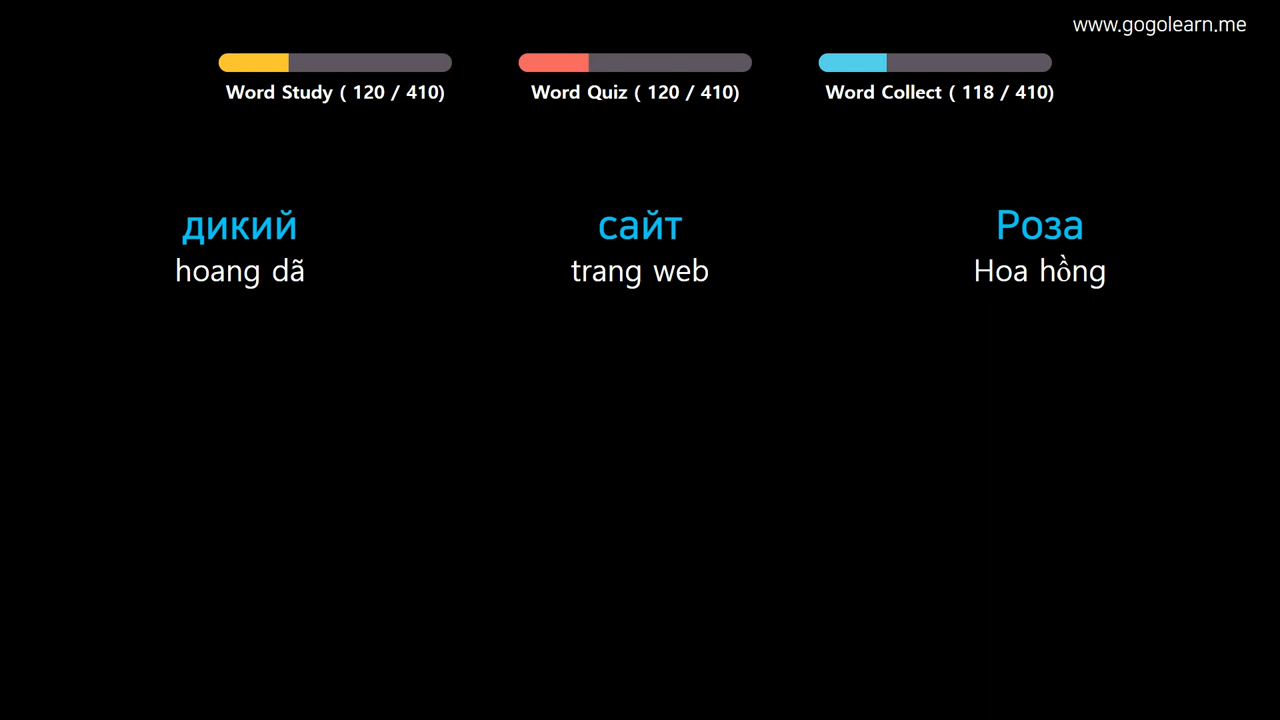 www.gogolearn.me
Word Study ( 120 / 410)
Word Quiz ( 120 / 410)
Word Collect ( 118 / 410)
дикий
hoang dã
сайт
trang web
Роза
Hoa hồng